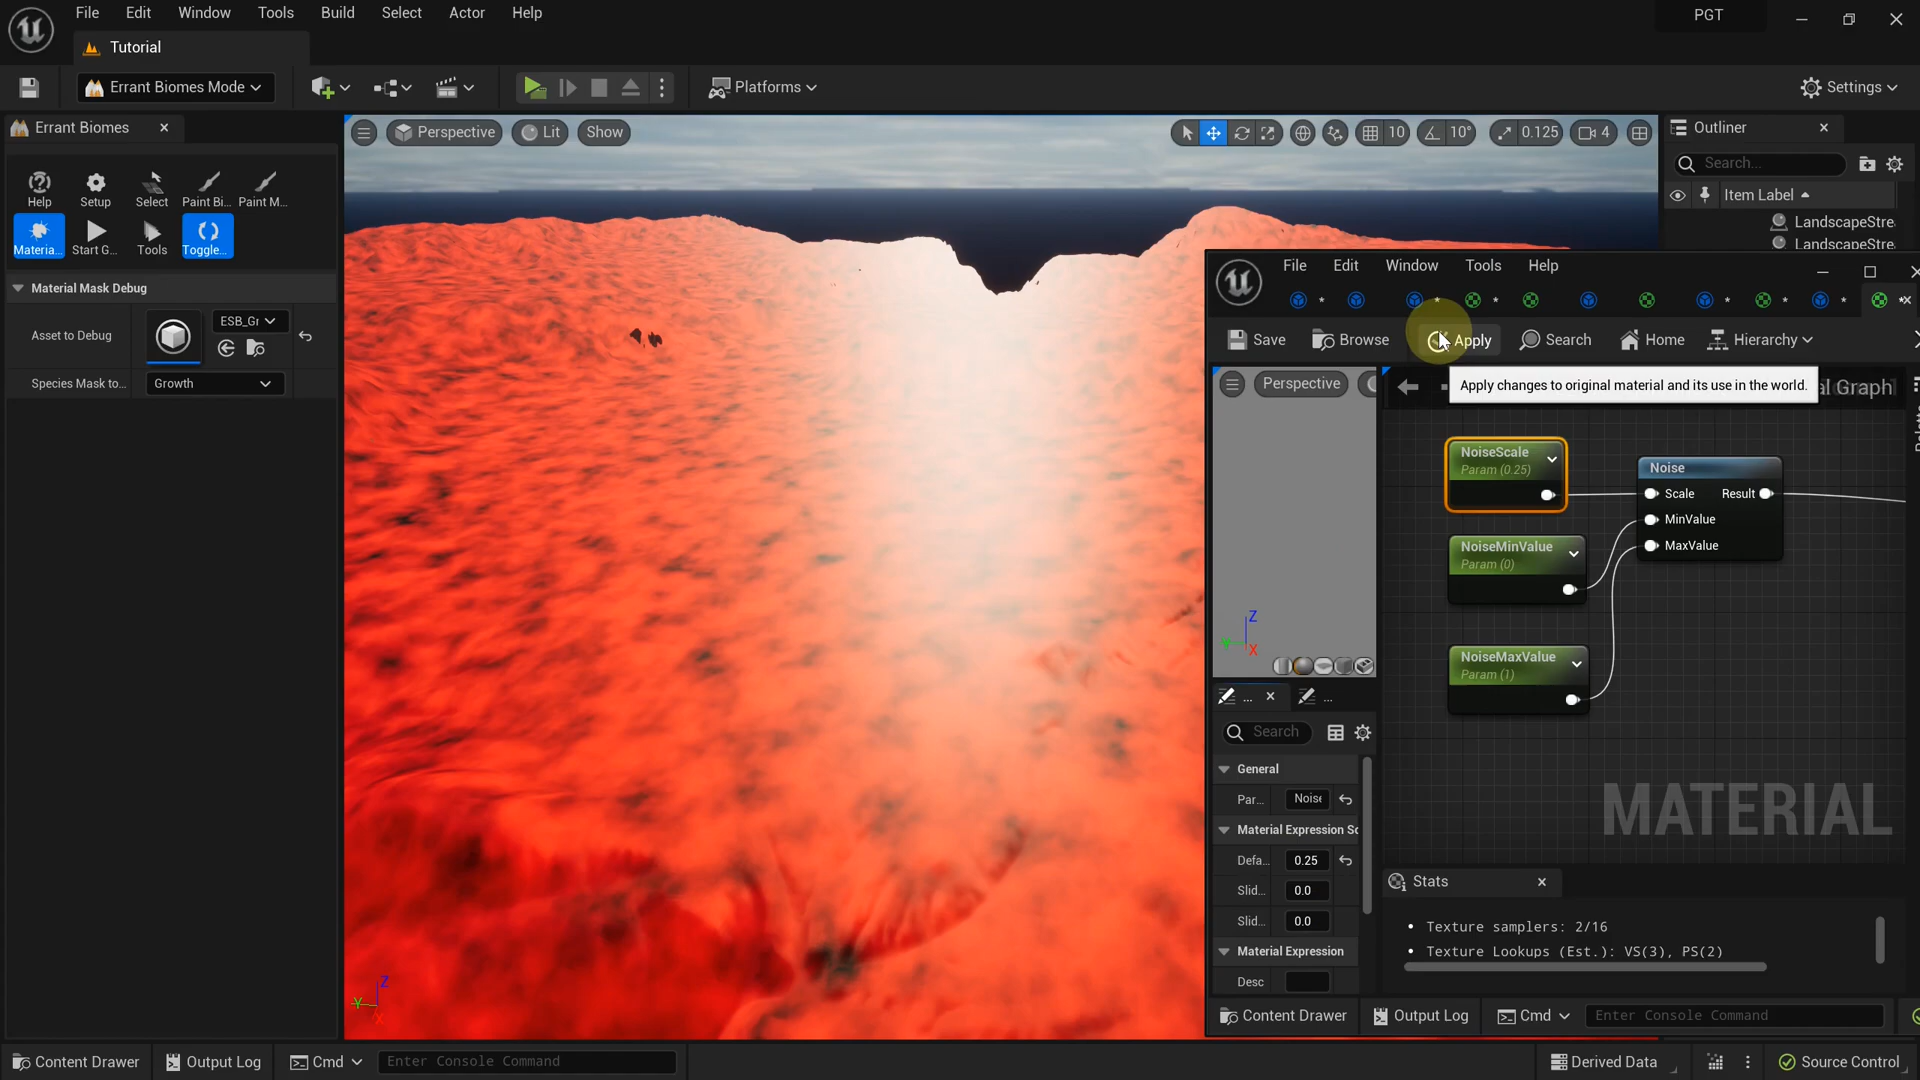 File Edit Window Tools Build Select Actor Help
PGT
Tutorial
Errant Biomes Mode
Platforms
Settings
Errant Biomes
Help Setup Select Paint Bi... Paint M...
Materia... Start G... Tools Toggle...
Material Mask Debug
Asset to Debug
ESB_Gr
Species Mask to...
Growth
Perspective
Lit
Show
10
10°
0.125
4
Outliner
Search...
Item Label
LandscapeStre
LandscapeStre
File Edit Window Tools Help
Save
Browse
Apply
Search
Home
Hierarchy
Perspective
Apply changes to original material and its use in the world.
l Graph
NoiseScale
Param (0.25)
Noise
Scale Result
MinValue
MaxValue
NoiseMinValue
Param (0)
NoiseMaxValue
Param (1)
Z
Y
X
...
...
Search
General
Par...
Noise
Material Expression Sc
Defa...
0.25
Slid...
0.0
Slid...
0.0
Material Expression
Desc
MATERIAL
Stats
• Texture samplers: 2/16
• Texture Lookups (Est.): VS(3), PS(2)
Content Drawer
Output Log
Cmd
Enter Console Command
Z
Y
X
Content Drawer
Output Log
Cmd
Enter Console Command
Derived Data
Source Control